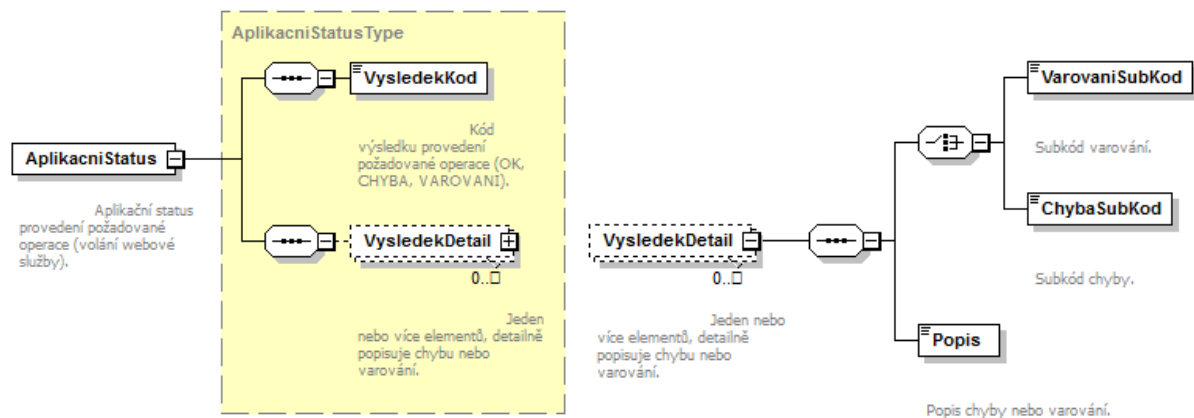 AplikacniStatusType
VysledekKod
Kód
výsledku provedení
požadované operace (OK,
CHYBA, VAROVANI).
AplikacniStatus
Aplikační status
provedení požadované
operace (volání webové
služby).
VysledekDetail
0..□
Jeden
nebo více elementů, detailně
popisuje chybu nebo
varování.
VysledekDetail
0..□
Jeden nebo
více elementů, detailně
popisuje chybu nebo
varování.
VarovaniSubKod
Subkód varování.
ChybaSubKod
Subkód chyby.
Popis
Popis chyby nebo varování.